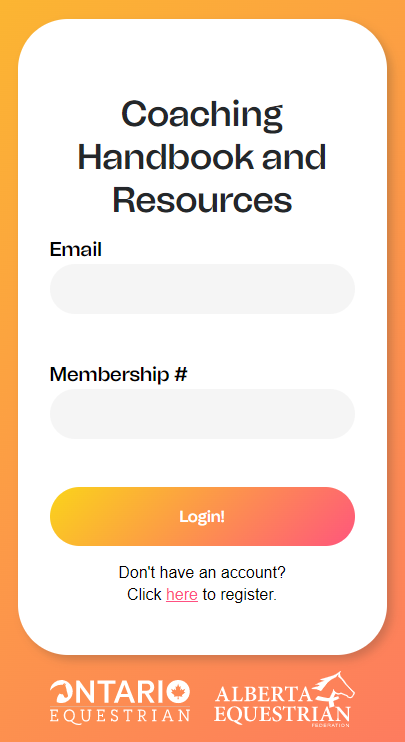 Coaching
Handbook and
Resources
Email
Membership #
Login!
Don't have an account?
Click here to register.
ONTARIO
EQUESTRIAN
ALBERTA
EQUESTRIAN
FEDERATION